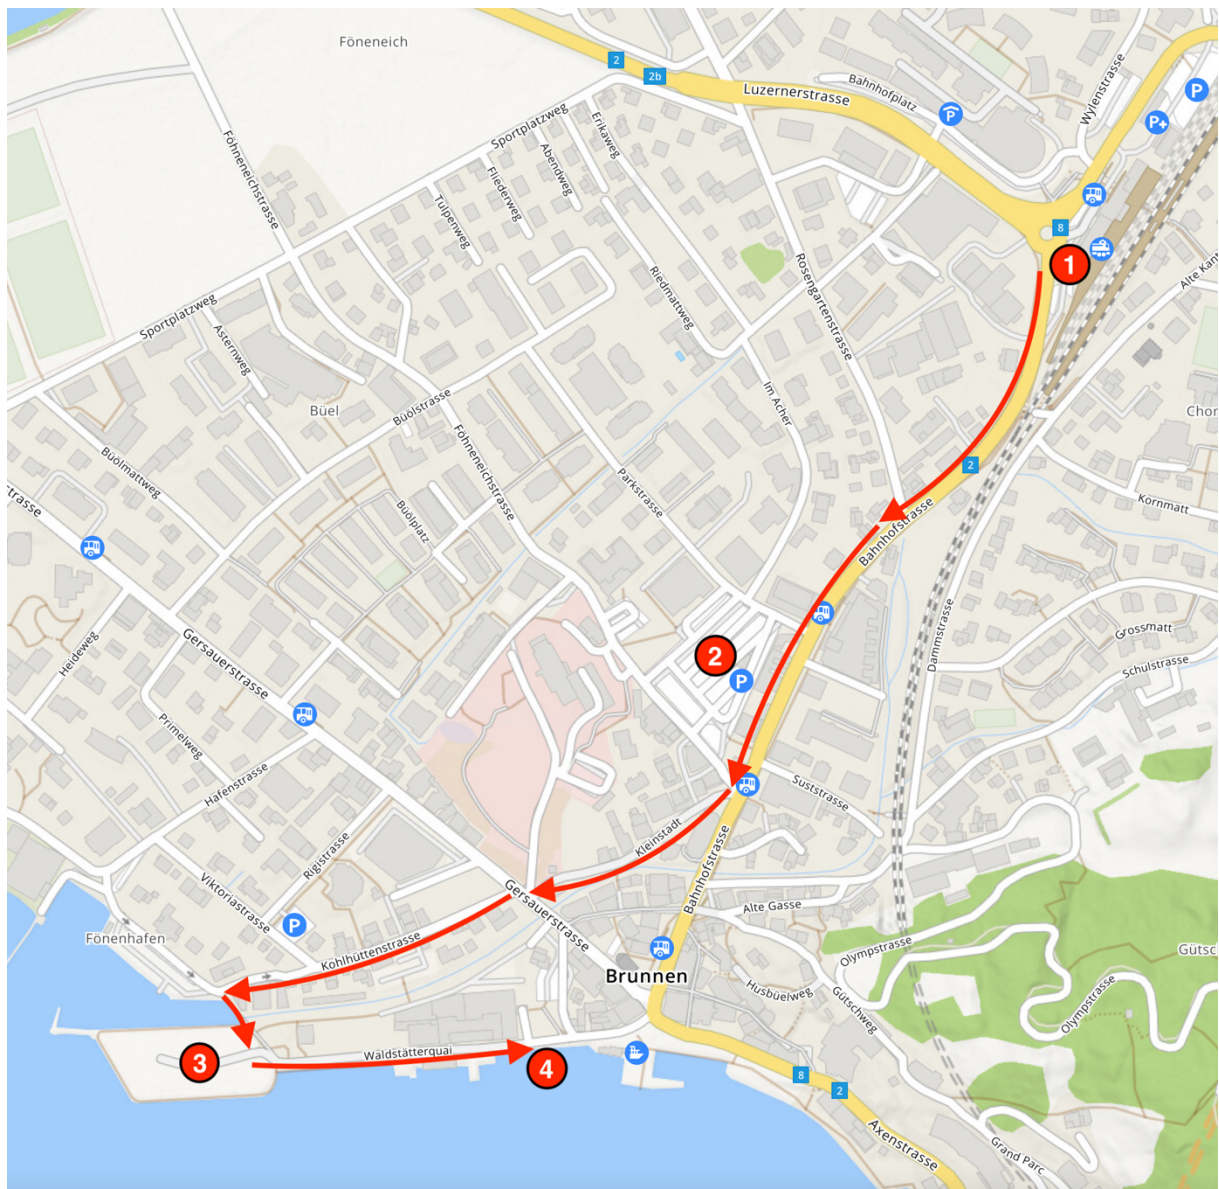 Föneneich
2
2b
Luzernerstrasse
Bahnhofplatz
P
P
P+
Wylenstrasse
Sportplatzweg
Erikaweg
Abendweg
Fliederweg
Tulpenweg
Föhneneichstrasse
8
1
Alte Kant
Riedmattweg
Rosengartenstrasse
Sportplatzweg
Asternweg
Büel
Büölstrasse
Im Acher
Chor
Föhneneichstrasse
Büölmattweg
strasse
Büölplatz
Parkstrasse
2
Kornmatt
Bahnhofstrasse
Dammstrasse
Grossmatt
Schulstrasse
Heideweg
Gersauerstrasse
2
P
Primelweg
Hafenstrasse
Suststrasse
Kleinstadt
Bahnhofstrasse
Rigistrasse
Viktoriastrasse
Gersauerstrasse
Alte Gasse
P
Fönenhafen
Kohlhüttenstrasse
Olympstrasse
Gütsc
Brunnen
Husbüelweg
Gütschweg
Olympstrasse
3
Waldstätterquai
4
8
2
Axenstrasse
Grand Parc